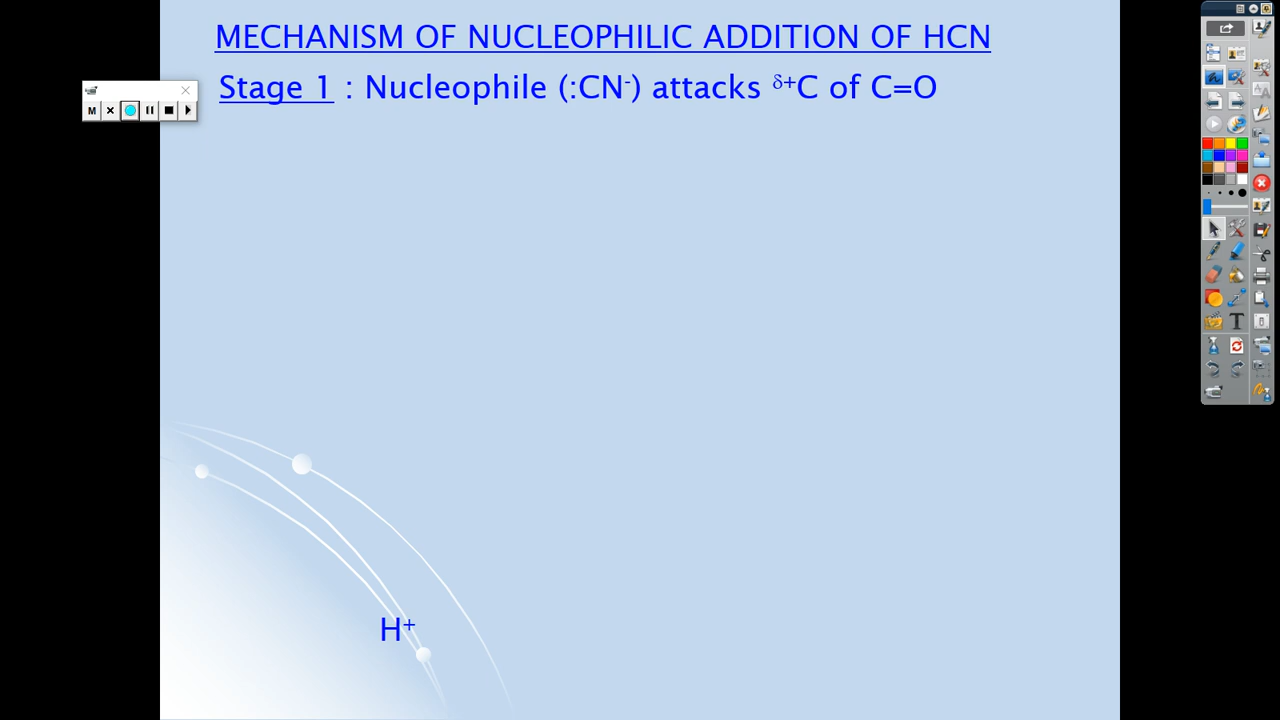 MECHANISM OF NUCLEOPHILIC ADDITION OF HCN
Stage 1 : Nucleophile (:CN⁻) attacks ᵟ⁺C of C=O
M
H⁺